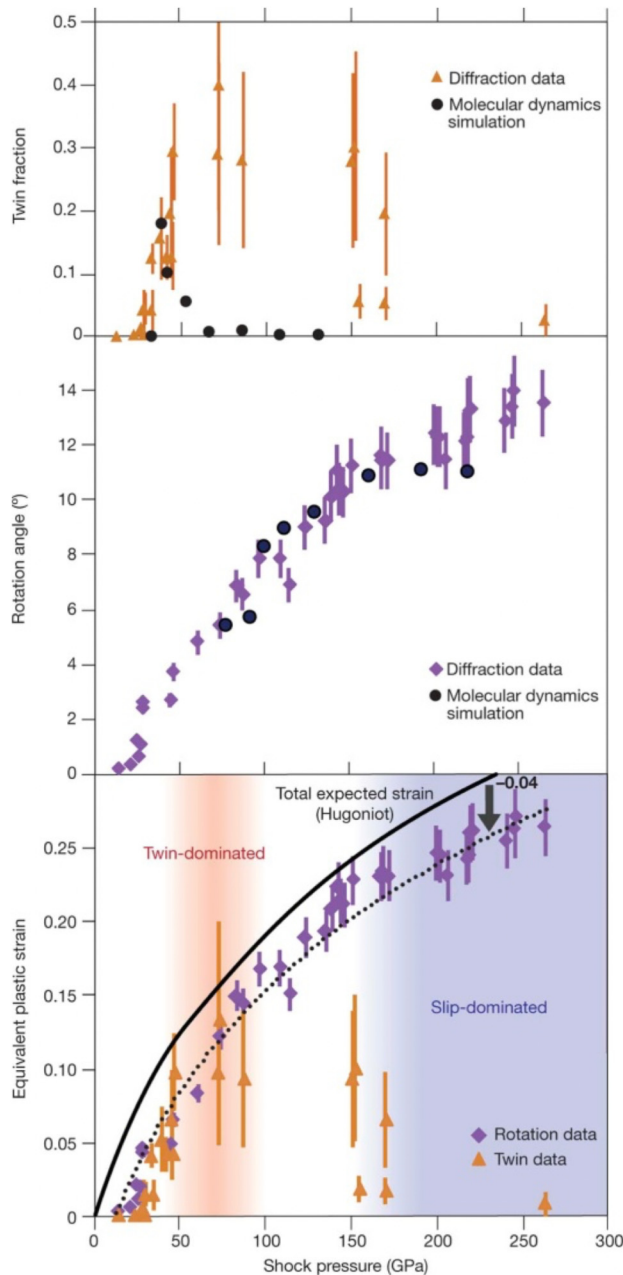 0.5
0.4
0.3
0.2
0.1
0
Twin fraction
Diffraction data
Molecular dynamics
simulation
14
12
10
8
6
4
2
0
Rotation angle (º)
Diffraction data
Molecular dynamics
simulation
0.25
0.20
0.15
0.10
0.05
0
Equivalent plastic strain
Total expected strain
(Hugoniot)
–0.04
Twin-dominated
Slip-dominated
Rotation data
Twin data
0 50 100 150 200 250 300
Shock pressure (GPa)